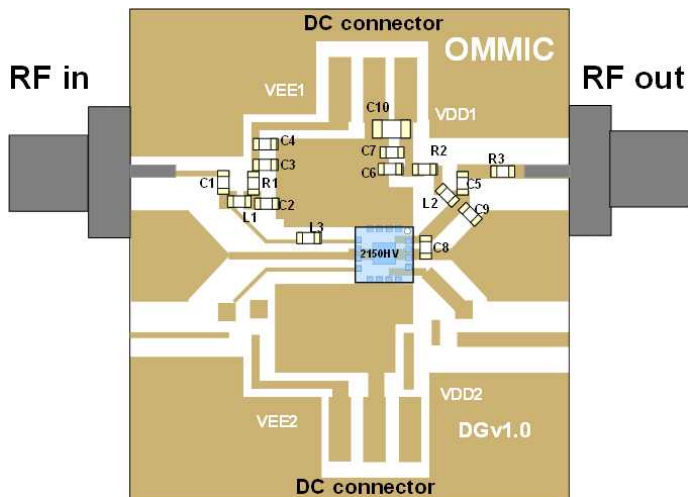 DC connector
OMMIC
RF in
RF out
VEE1
VDD1
C10
C4
C7
R2
C3
C6
R3
C1
R1
C5
L2
L1
C2
C9
L3
C8
2150HV
VEE2
VDD2
DGv1.0
DC connector